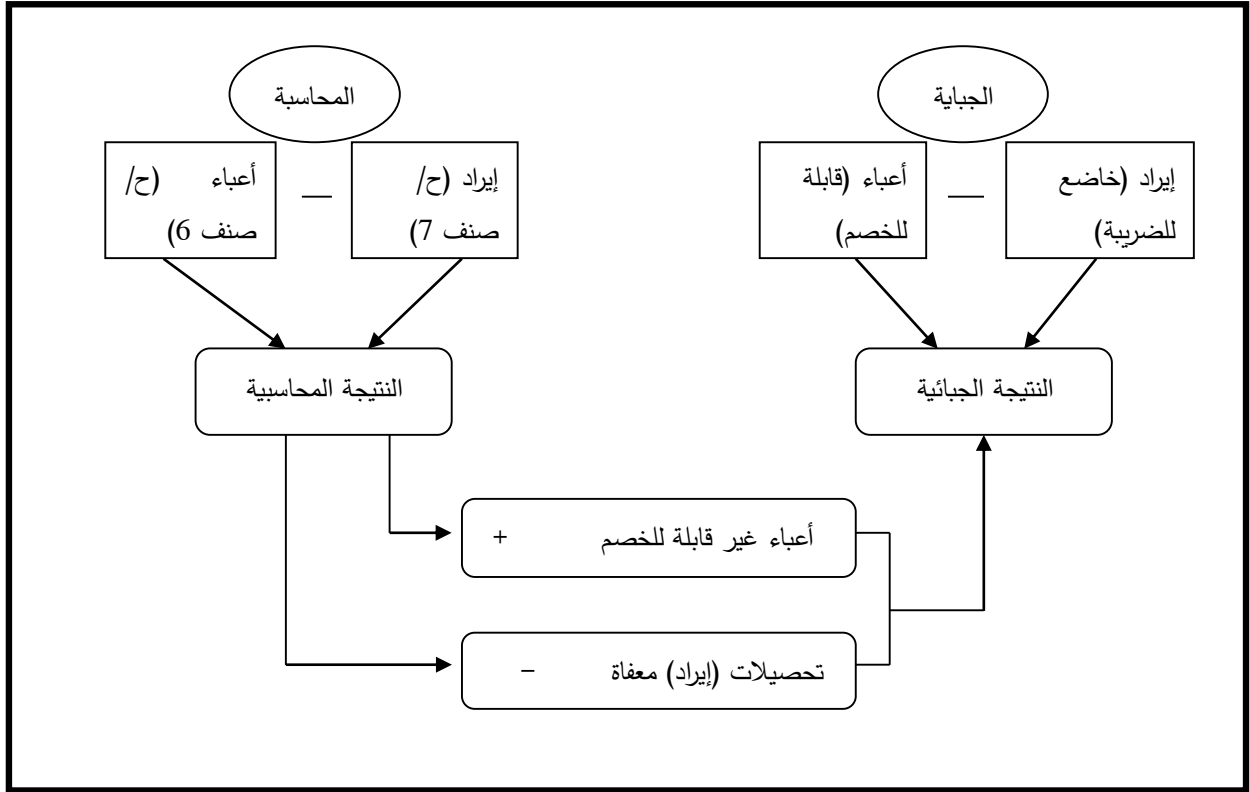 الجباية
المحاسبة
إيراد (خاضع
للضريبة)
—
أعباء (قابلة
للخصم)
إيراد (ح/
صنف 7)
—
أعباء (ح/
صنف 6)
النتيجة الجبائية
النتيجة المحاسبية
أعباء غير قابلة للخصم +
تحصيلات (إيراد) معفاة −